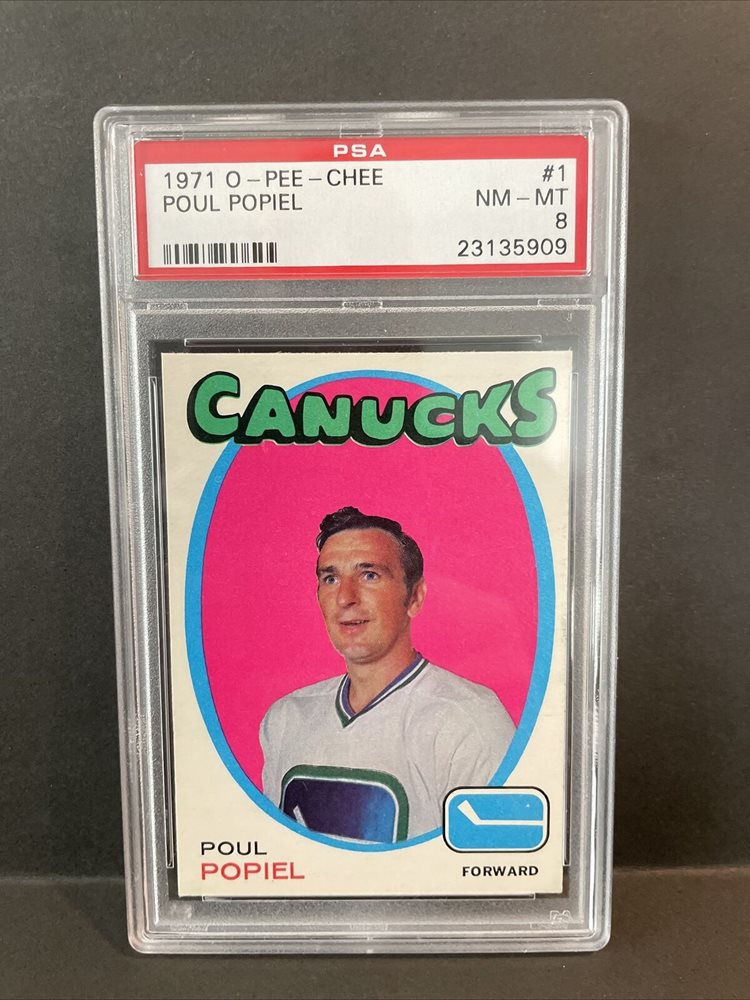 PSA
1971 O-PEE-CHEE #1
POUL POPIEL NM-MT
8
23135909
CANUCKS
POUL
POPIEL
FORWARD